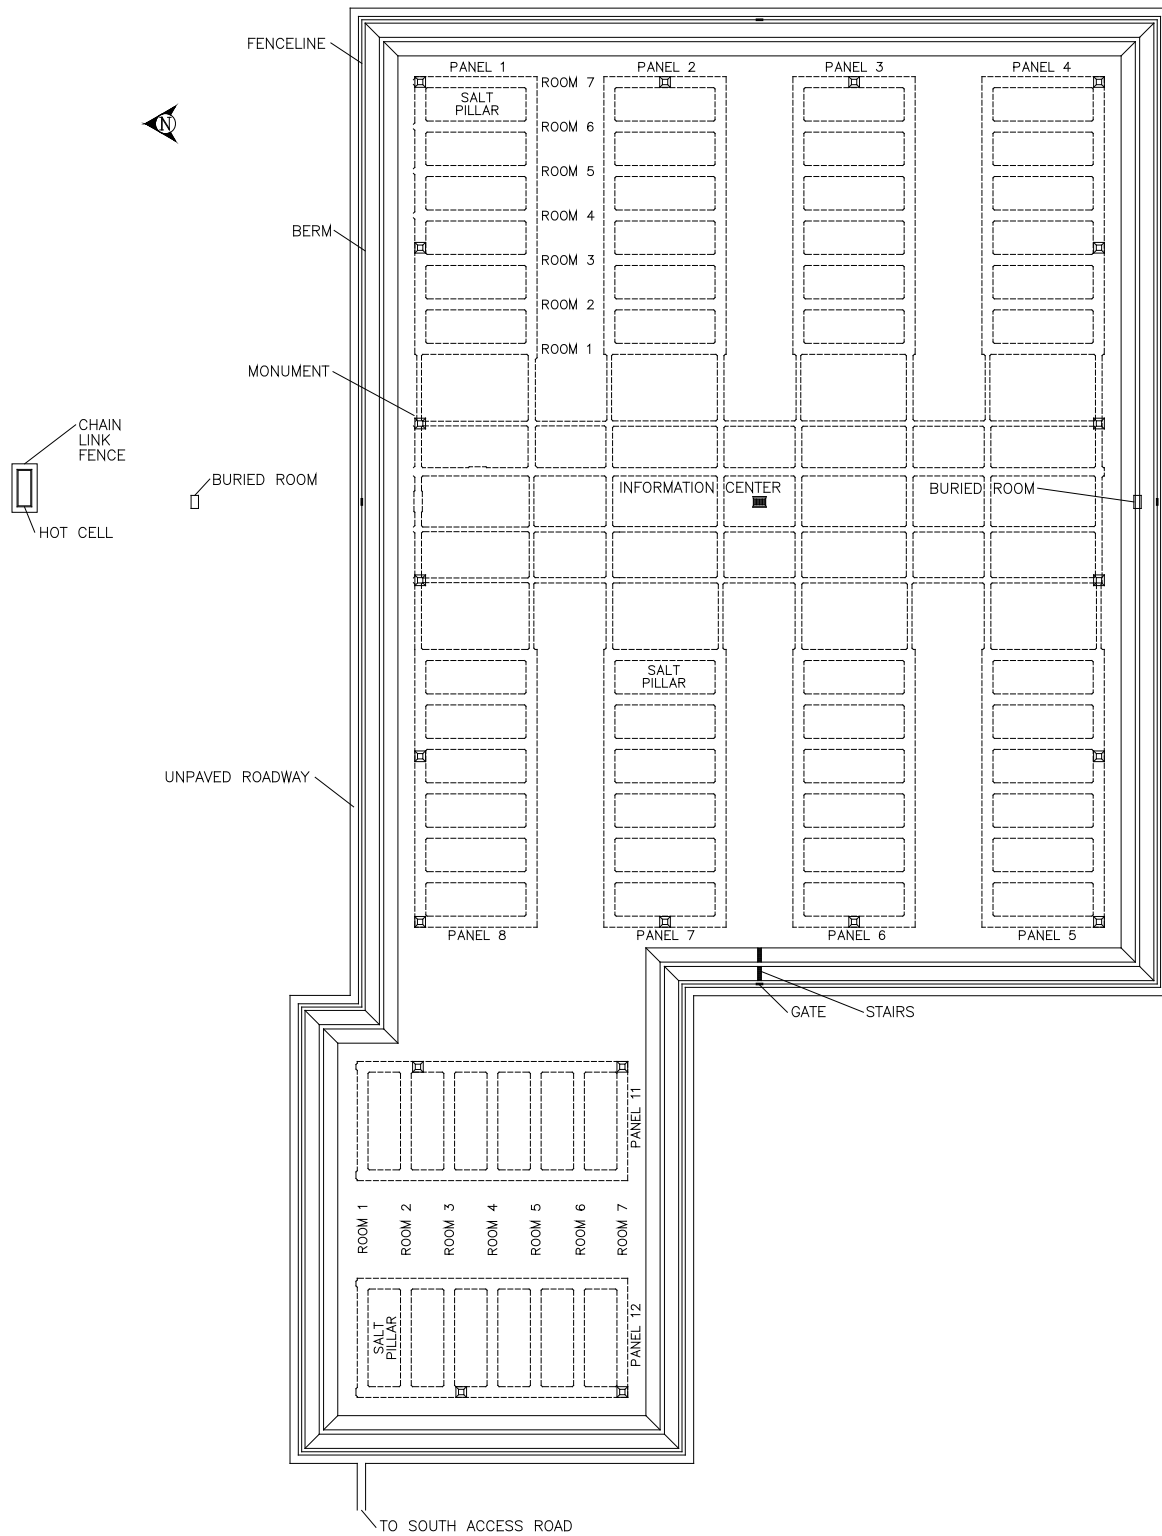 FENCELINE
PANEL 1
ROOM 7
PANEL 2
PANEL 3
PANEL 4
SALT
PILLAR
N
ROOM 6
ROOM 5
ROOM 4
BERM
ROOM 3
ROOM 2
ROOM 1
MONUMENT
CHAIN
LINK
FENCE
BURIED ROOM
INFORMATION CENTER
BURIED ROOM
HOT CELL
SALT
PILLAR
UNPAVED ROADWAY
PANEL 8
PANEL 7
PANEL 6
PANEL 5
GATE
STAIRS
PANEL 11
ROOM 1
ROOM 2
ROOM 3
ROOM 4
ROOM 5
ROOM 6
ROOM 7
SALT
PILLAR
PANEL 12
TO SOUTH ACCESS ROAD